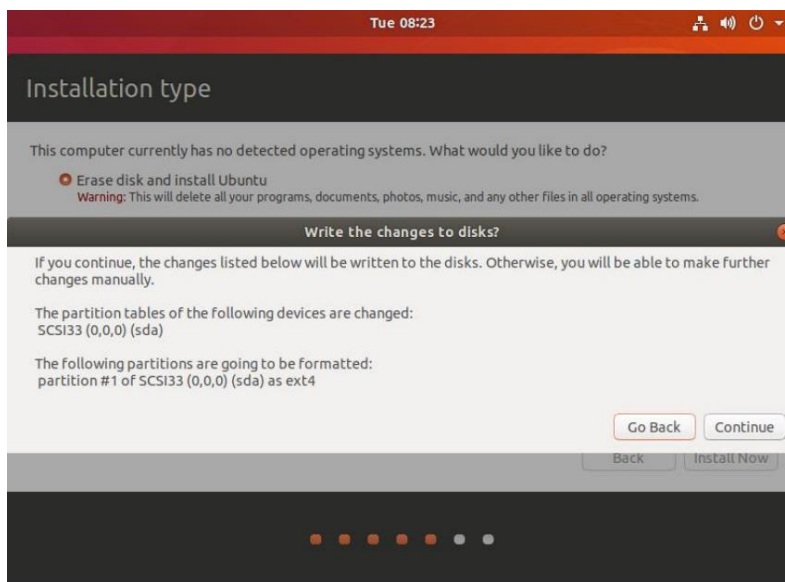 Tue 08:23
Installation type
This computer currently has no detected operating systems. What would you like to do?
Erase disk and install Ubuntu
Warning: This will delete all your programs, documents, photos, music, and any other files in all operating systems.
Write the changes to disks?
If you continue, the changes listed below will be written to the disks. Otherwise, you will be able to make further
changes manually.
The partition tables of the following devices are changed:
SCSI33 (0,0,0) (sda)
The following partitions are going to be formatted:
partition #1 of SCSI33 (0,0,0) (sda) as ext4
Go Back Continue
Back Install Now